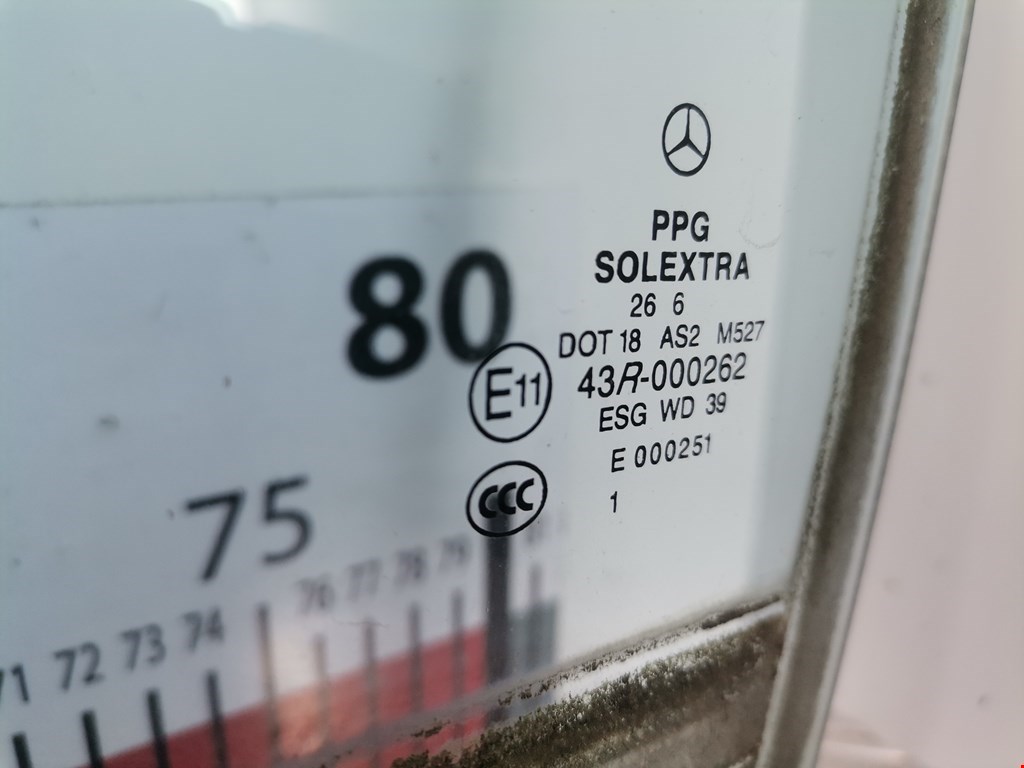 PPG
SOLEXTRA
26 6
DOT 18 AS2 M527
43R-000262
ESG WD 39
E 000251
1
E11
CCC
80
75
76 77 78 79
71 72 73 74